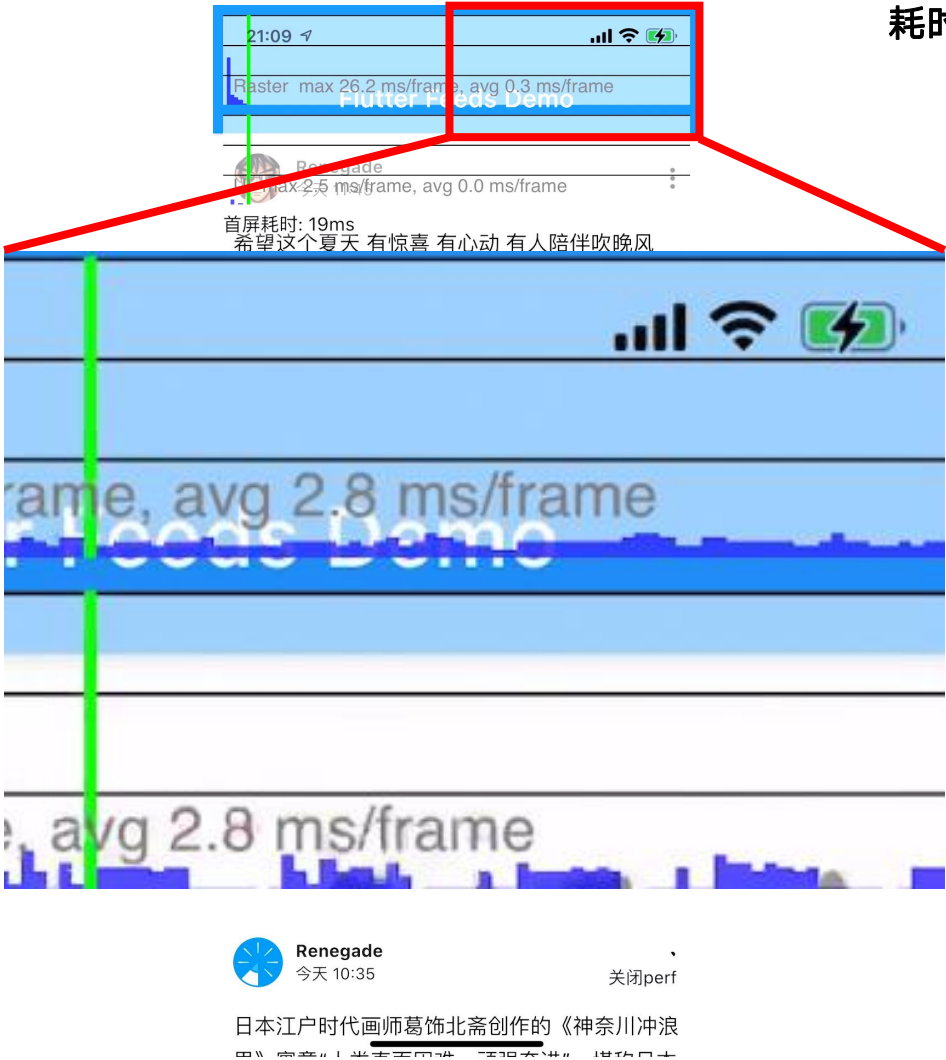 耗时
21:09
Raster max 26.2 ms/frame, avg 0.3 ms/frame
Flutter Feeds Demo
Renegade
max 2.5 ms/frame, avg 0.0 ms/frame
今天 11:45
首屏耗时: 19ms
希望这个夏天 有惊喜 有心动 有人陪伴吹晚风
rame, avg 2.8 ms/frame
r Feeds Demo
, avg 2.8 ms/frame
Renegade
今天 10:35
关闭perf
日本江户时代画师葛饰北斋创作的《神奈川冲浪